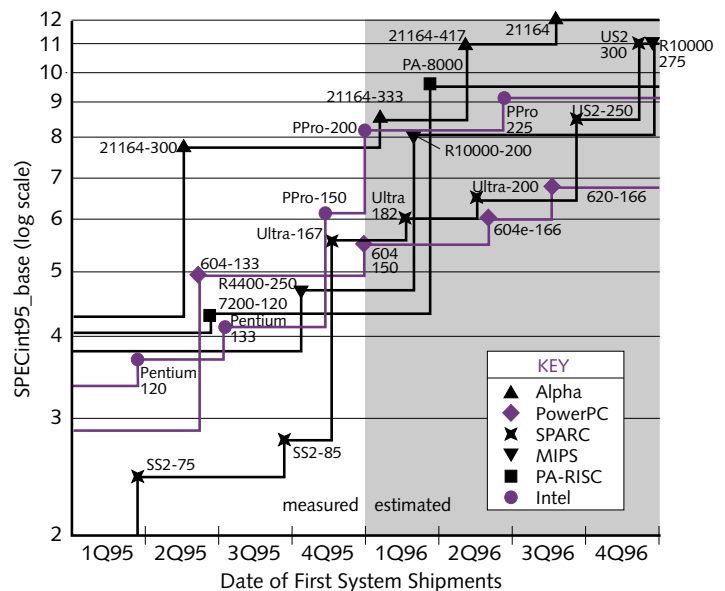 12
11
10
9
8
7
6
5
4
3
2
SPECint95_base (log scale)
21164-417
21164
US2
300
R10000
275
PA-8000
21164-333
PPro-200
PPro
225
US2-250
21164-300
R10000-200
PPro-150
Ultra
182
Ultra-200
620-166
Ultra-167
604e-166
604
150
604-133
R4400-250
7200-120
Pentium
133
Pentium
120
SS2-85
SS2-75
measured
estimated
KEY
Alpha
PowerPC
SPARC
MIPS
PA-RISC
Intel
1Q95
2Q95
3Q95
4Q95
1Q96
2Q96
3Q96
4Q96
Date of First System Shipments